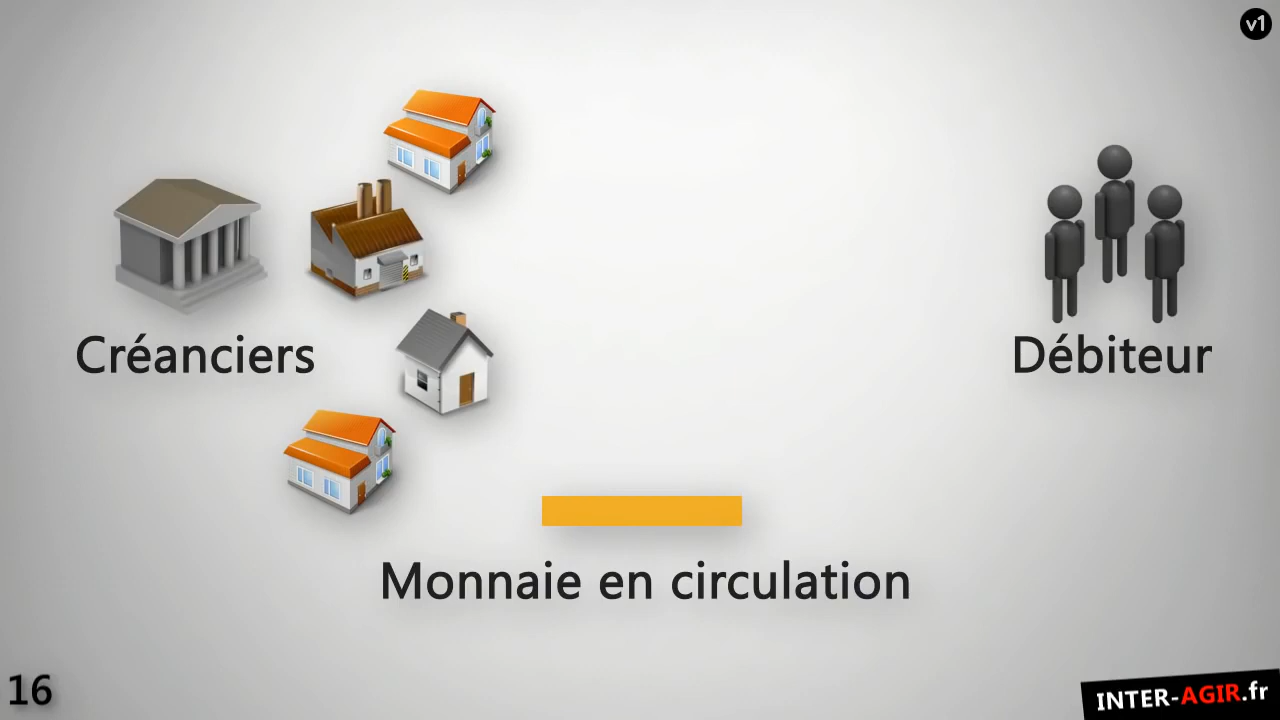 v1
Créanciers
Débiteur
Monnaie en circulation
16
INTER-AGIR.fr